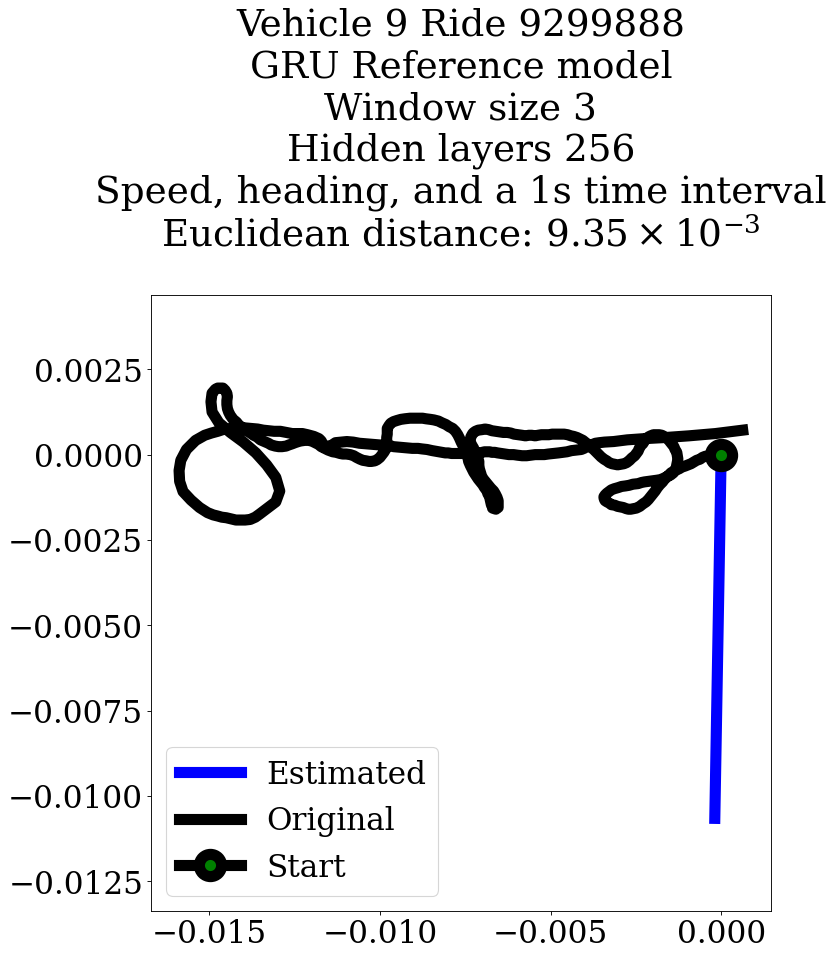 Vehicle 9 Ride 9299888
GRU Reference model
Window size 3
Hidden layers 256
Speed, heading, and a 1s time interval
Euclidean distance: 9.35 × 10⁻³
0.0025
0.0000
−0.0025
−0.0050
−0.0075
−0.0100
−0.0125
Estimated
Original
Start
−0.015 −0.010 −0.005 0.000